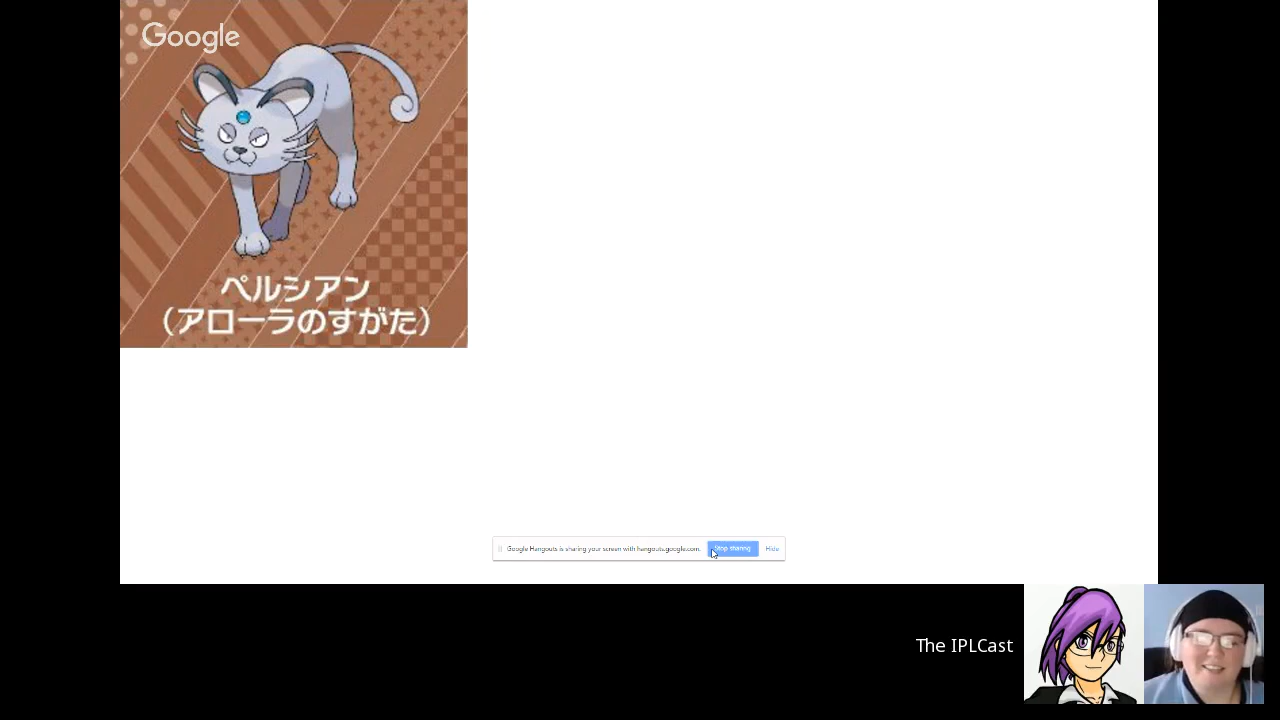 Google
ペルシアン
(アローラのすがた)
Google Hangouts is sharing your screen with hangouts.google.com. Stop sharing Hide
The IPLCast